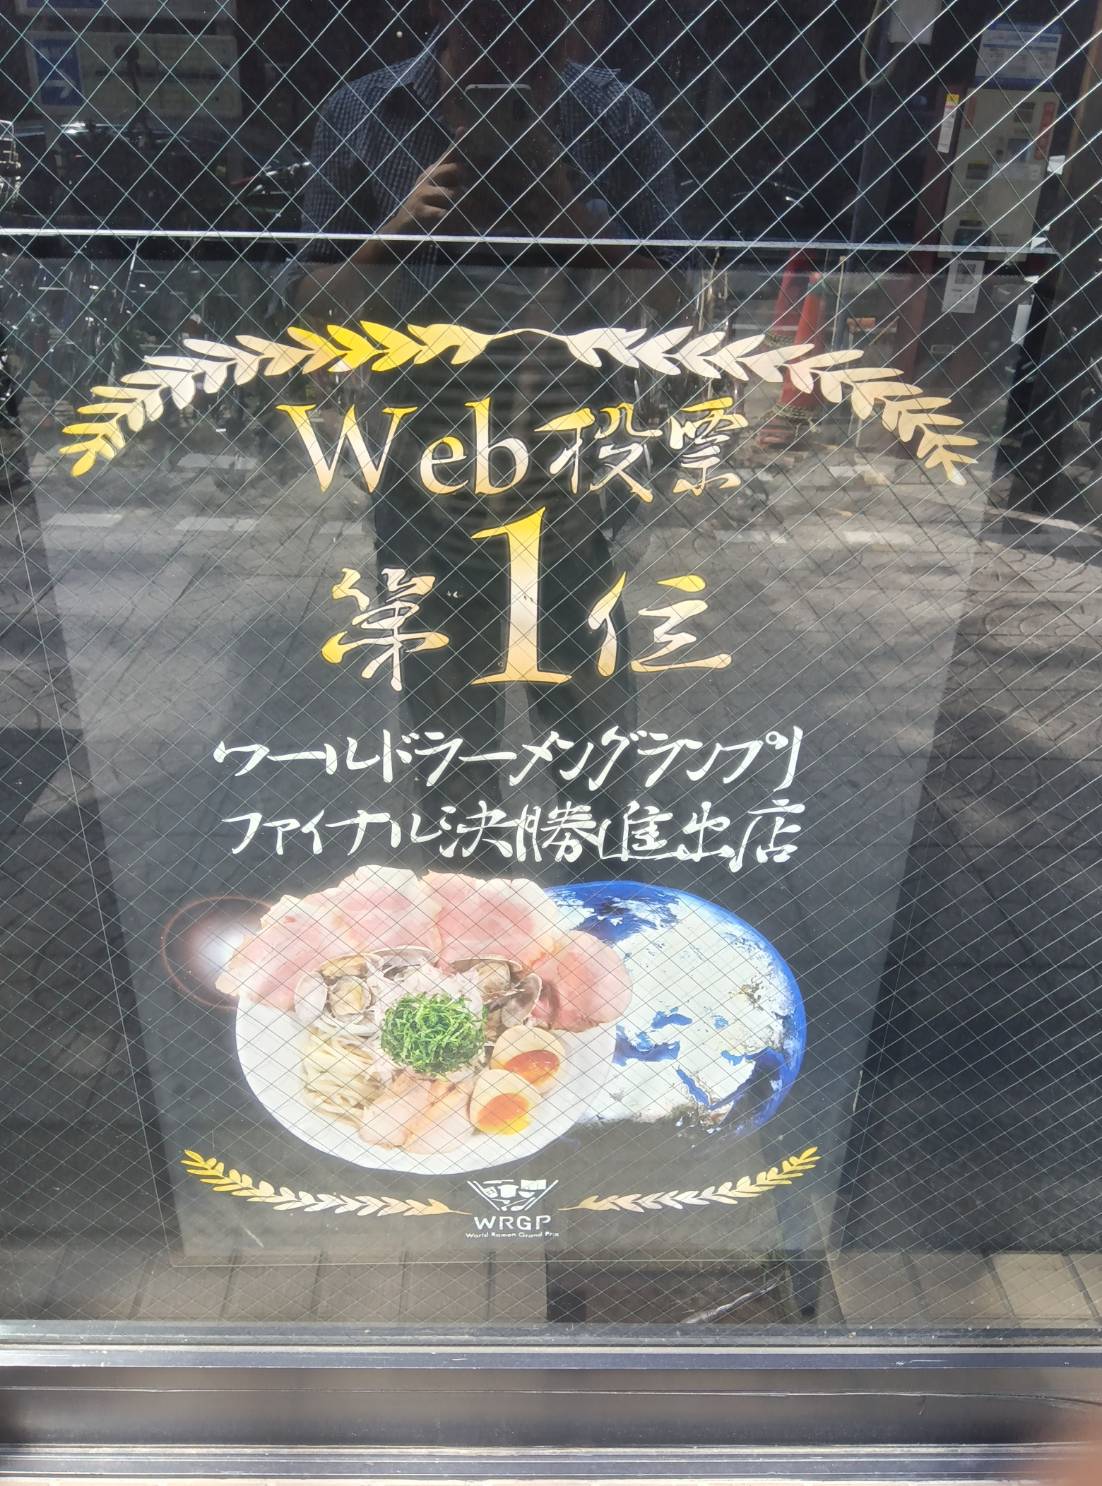 Web投票
第1位
ワールドラーメングランプリ
ファイナル決勝進出店
WRGP
World Ramen Grand Prix